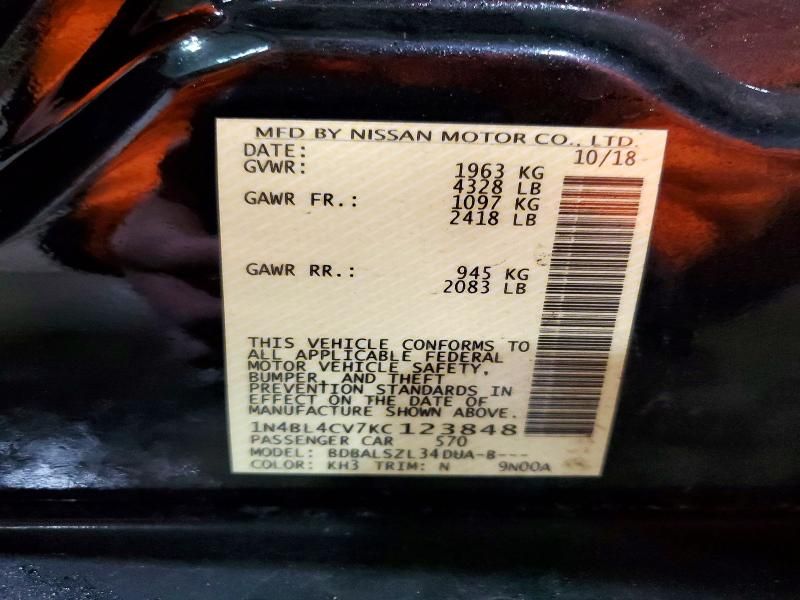 MFD BY NISSAN MOTOR CO., LTD.
DATE: 10/18
GVWR: 1963 KG
4328 LB
GAWR FR.: 1097 KG
2418 LB
GAWR RR.: 945 KG
2083 LB
THIS VEHICLE CONFORMS TO
ALL APPLICABLE FEDERAL
MOTOR VEHICLE SAFETY,
BUMPER, AND THEFT
PREVENTION STANDARDS IN
EFFECT ON THE DATE OF
MANUFACTURE SHOWN ABOVE.
1N4BL4CV7KC123848
PASSENGER CAR 570
MODEL: BDBALSZL34DUA-B---
COLOR: KH3 TRIM: N 9N00A